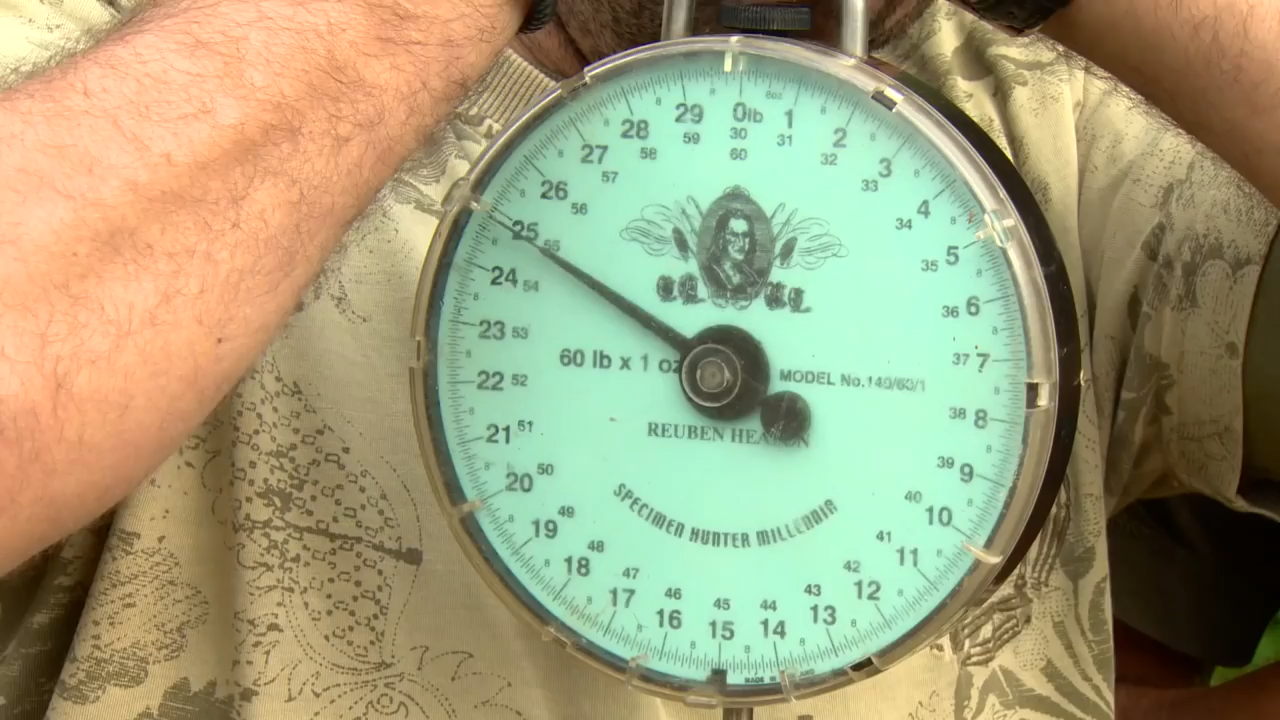 0lb 1 2 3 4 5 6 7 8 9 10 11 12 13 14 15 16 17 18 19 20 21 22 23 24 25 26 27 28 29
30 31 32 33 34 35 36 37 38 39 40 41 42 43 44 45 46 47 48 49 50 51 52 53 54 55 56 57 58 59
60
60 lb x 1 oz
MODEL No.140/60/1
REUBEN HEATON
SPECIMEN HUNTER MILLENNIA